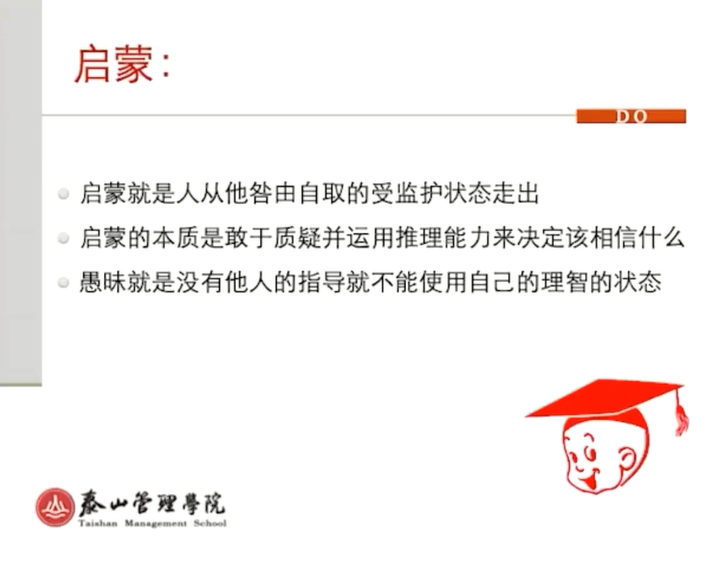 启蒙：
DO
启蒙就是人从他咎由自取的受监护状态走出
启蒙的本质是敢于质疑并运用推理能力来决定该相信什么
愚昧就是没有他人的指导就不能使用自己的理智的状态
泰山管理學院
Taishan Management School